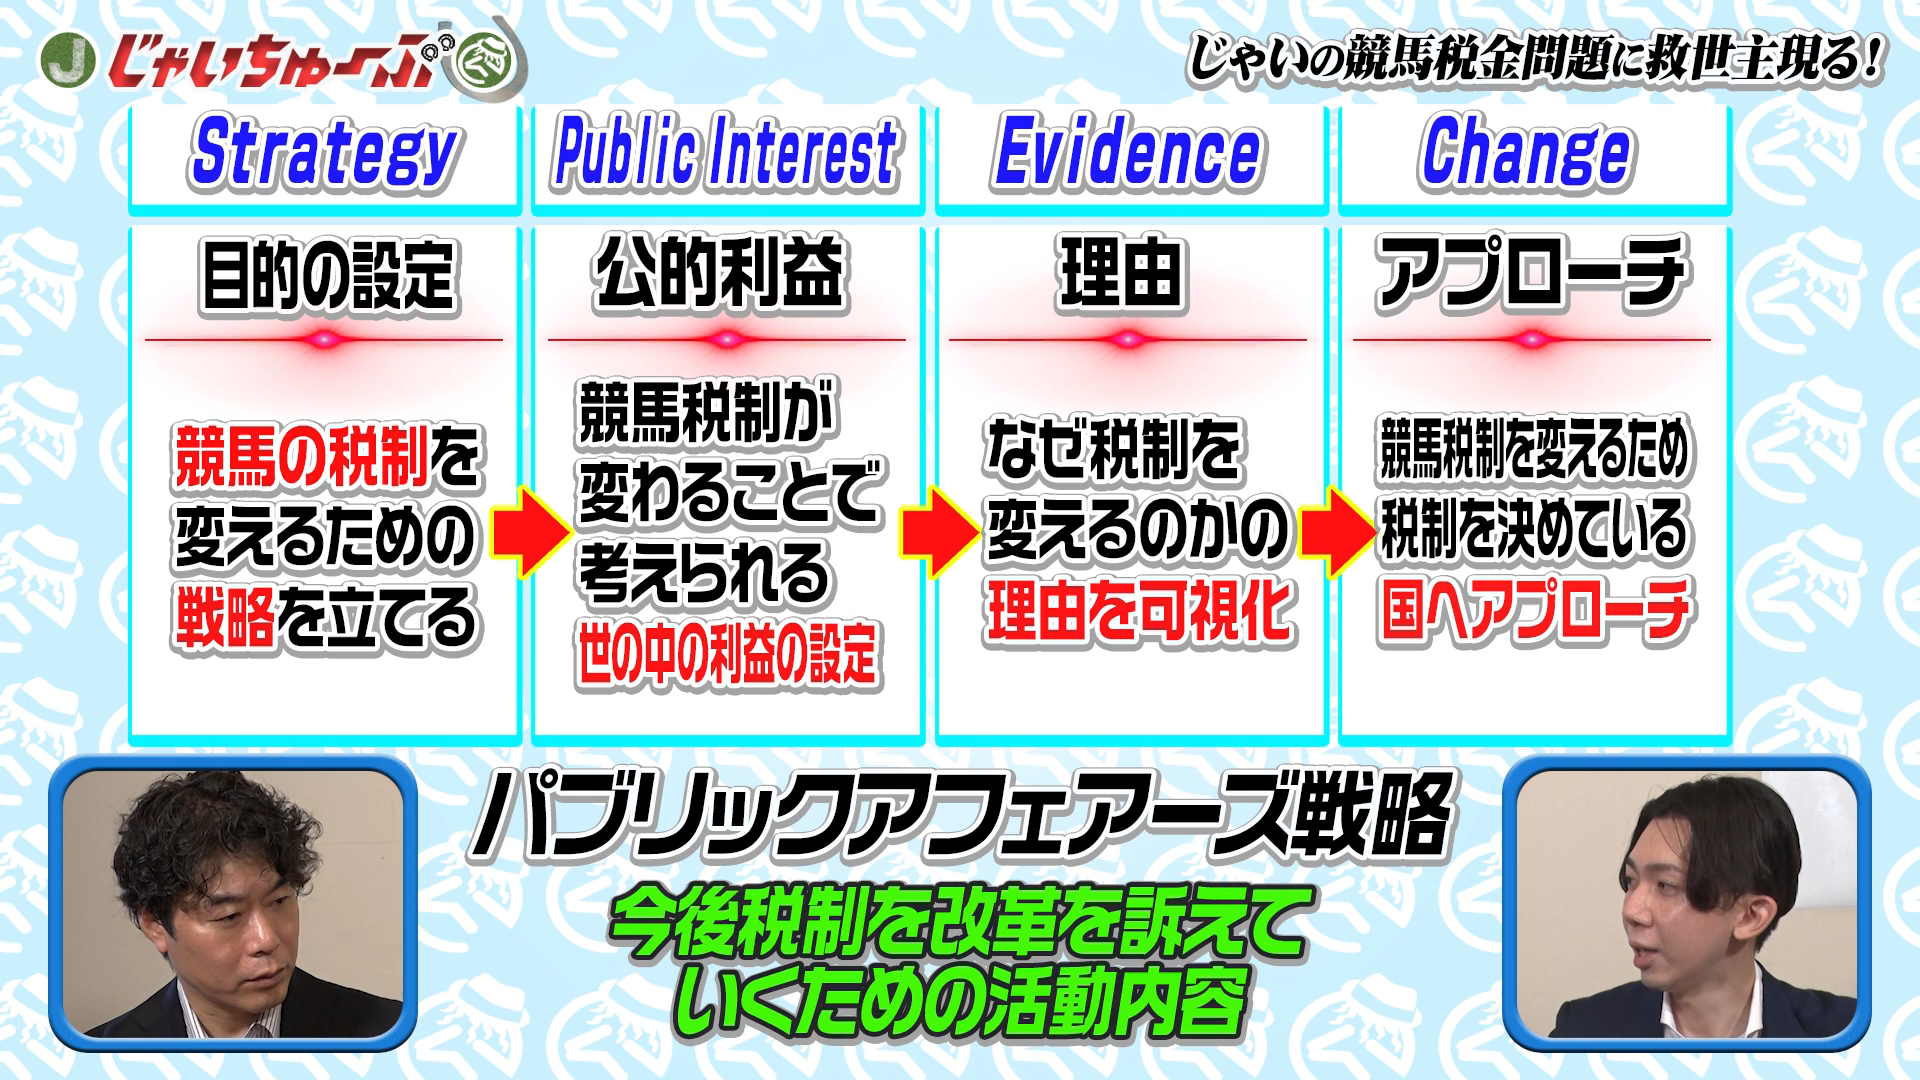 J じゃいちゅーぶ
じゃいの競馬税金問題に救世主現る!
Strategy
Public Interest
Evidence
Change
目的の設定
競馬の税制を
変えるための
戦略を立てる
公的利益
競馬税制が
変わることで
考えられる
世の中の利益の設定
理由
なぜ税制を
変えるのかの
理由を可視化
アプローチ
競馬税制を変えるため
税制を決めている
国へアプローチ
パブリックアフェアーズ戦略
今後税制を改革を訴えて
いくための活動内容